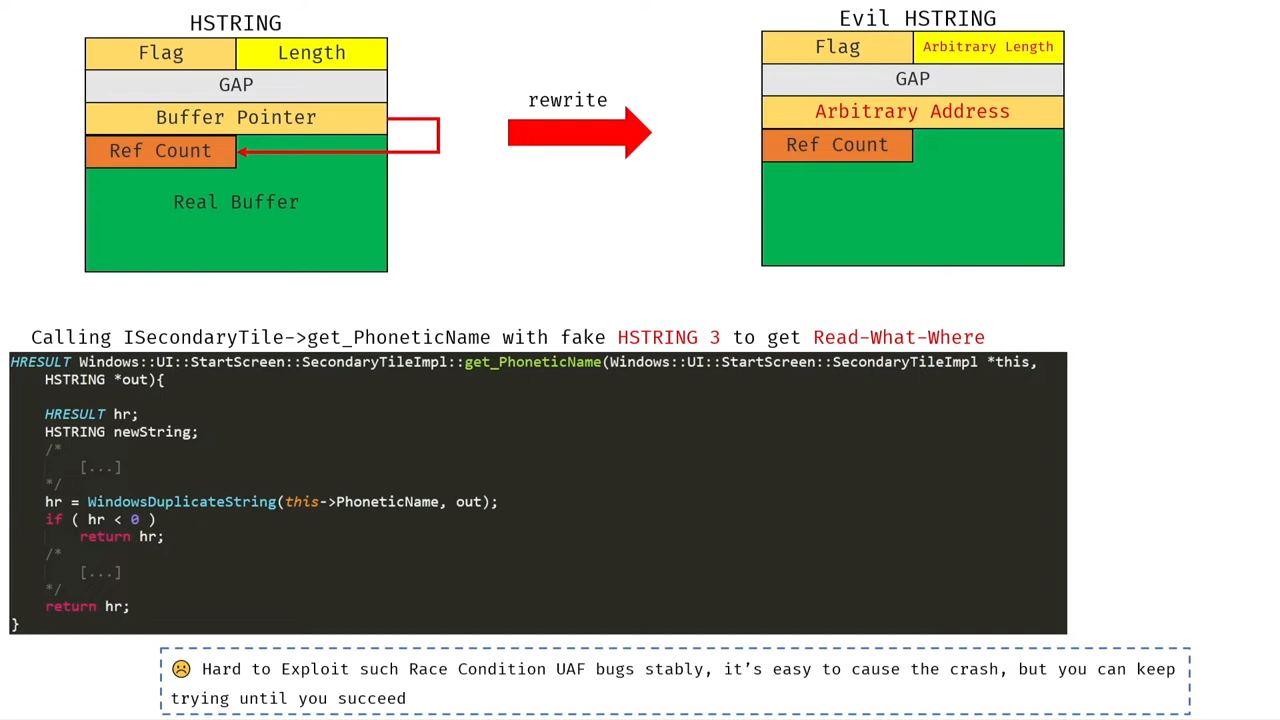 HSTRING
Flag
Length
GAP
Buffer Pointer
Ref Count
Real Buffer
rewrite
Evil HSTRING
Flag
Arbitrary Length
GAP
Arbitrary Address
Ref Count
Calling ISecondaryTile->get_PhoneticName with fake HSTRING 3 to get Read-What-Where
HRESULT Windows::UI::StartScreen::SecondaryTileImpl::get_PhoneticName(Windows::UI::StartScreen::SecondaryTileImpl *this,
HSTRING *out){
HRESULT hr;
HSTRING newString;
/*
[...]
*/
hr = WindowsDuplicateString(this->PhoneticName, out);
if ( hr < 0 )
return hr;
/*
[...]
*/
return hr;
}
☹ Hard to Exploit such Race Condition UAF bugs stably, it’s easy to cause the crash, but you can keep
trying until you succeed